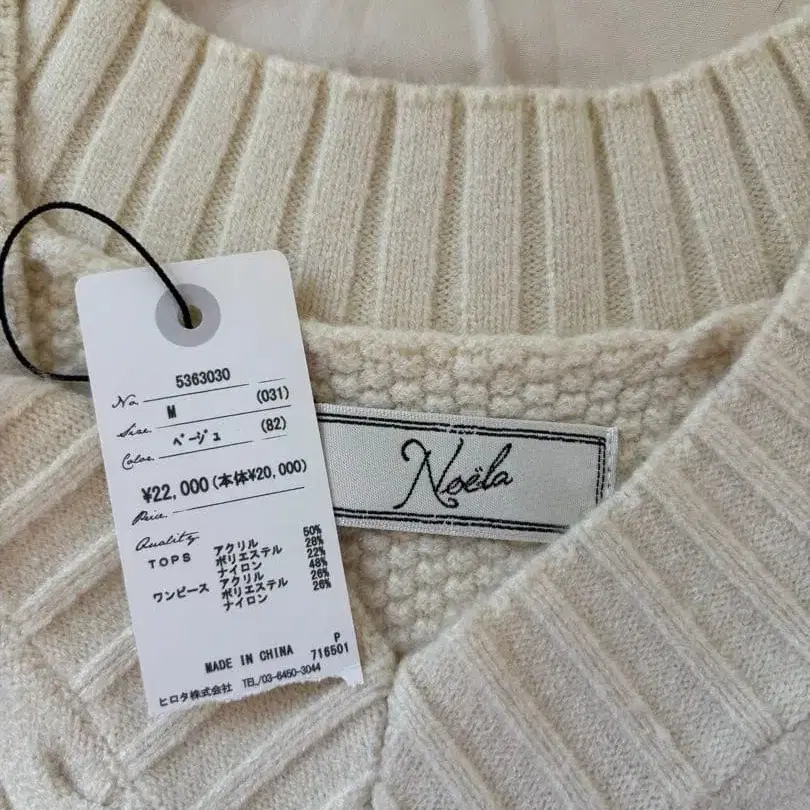 No. 5363030
Size. M (031)
Color. ベージュ (82)
¥22,000(本体¥20,000)
Price.
Quality
TOPS アクリル 50%
ポリエステル 28%
ナイロン 22%
ワンピース アクリル 48%
ポリエステル 26%
ナイロン 26%
MADE IN CHINA P
716501
ヒロタ株式会社 TEL/03-6450-3044
Noëla